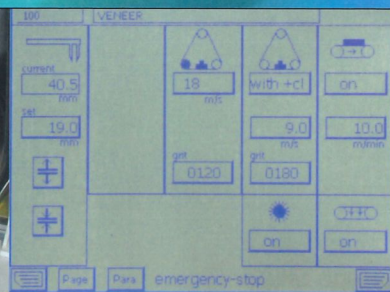 100 VENEER
current
40.5
mm
set
19.0
mm
18
m/s
grit
0120
with +cl
9.0
m/s
grit
0180
on
on
10.0
m/min
on
Page Para emergency-stop